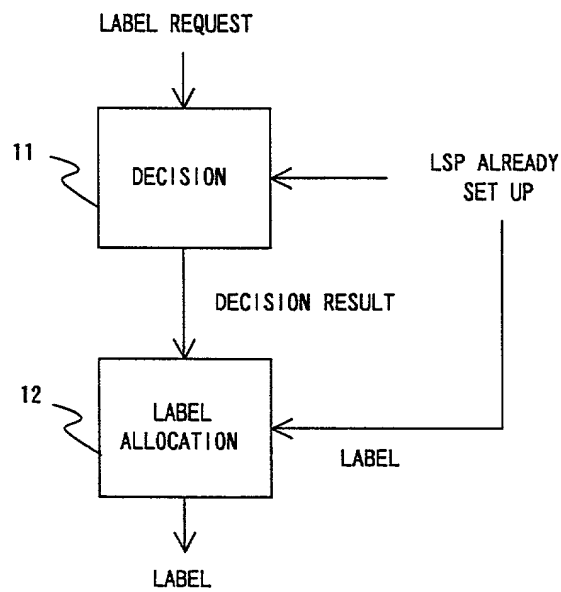 LABEL REQUEST
11
DECISION
LSP ALREADY
SET UP
DECISION RESULT
12
LABEL
ALLOCATION
LABEL
LABEL